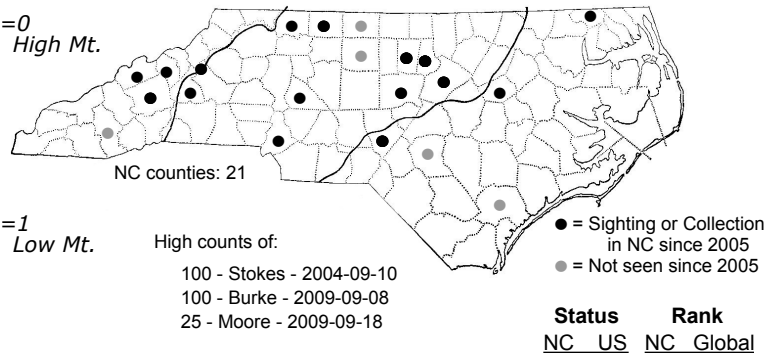 =0
High Mt.
NC counties: 21
=1
Low Mt.
High counts of:
100 - Stokes - 2004-09-10
100 - Burke - 2009-09-08
25 - Moore - 2009-09-18
= Sighting or Collection
in NC since 2005
= Not seen since 2005
Status Rank
NC US NC Global